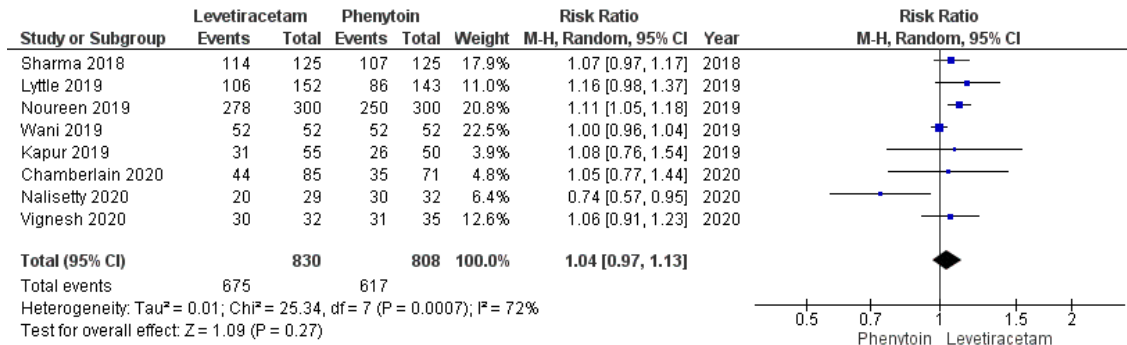 Levetiracetam Phenytoin Risk Ratio Risk Ratio
Study or Subgroup Events Total Events Total Weight M-H, Random, 95% CI Year M-H, Random, 95% CI
Sharma 2018 114 125 107 125 17.9% 1.07 [0.97, 1.17] 2018
Lyttle 2019 106 152 86 143 11.0% 1.16 [0.98, 1.37] 2019
Noureen 2019 278 300 250 300 20.8% 1.11 [1.05, 1.18] 2019
Wani 2019 52 52 52 52 22.5% 1.00 [0.96, 1.04] 2019
Kapur 2019 31 55 26 50 3.9% 1.08 [0.76, 1.54] 2019
Chamberlain 2020 44 85 35 71 4.8% 1.05 [0.77, 1.44] 2020
Nalisetty 2020 20 29 30 32 6.4% 0.74 [0.57, 0.95] 2020
Vignesh 2020 30 32 31 35 12.6% 1.06 [0.91, 1.23] 2020
Total (95% CI) 830 808 100.0% 1.04 [0.97, 1.13]
Total events 675 617
Heterogeneity: Tau² = 0.01; Chi² = 25.34, df = 7 (P = 0.0007); I² = 72%
Test for overall effect: Z = 1.09 (P = 0.27)
0.5 0.7 1 1.5 2
Phenytoin Levetiracetam